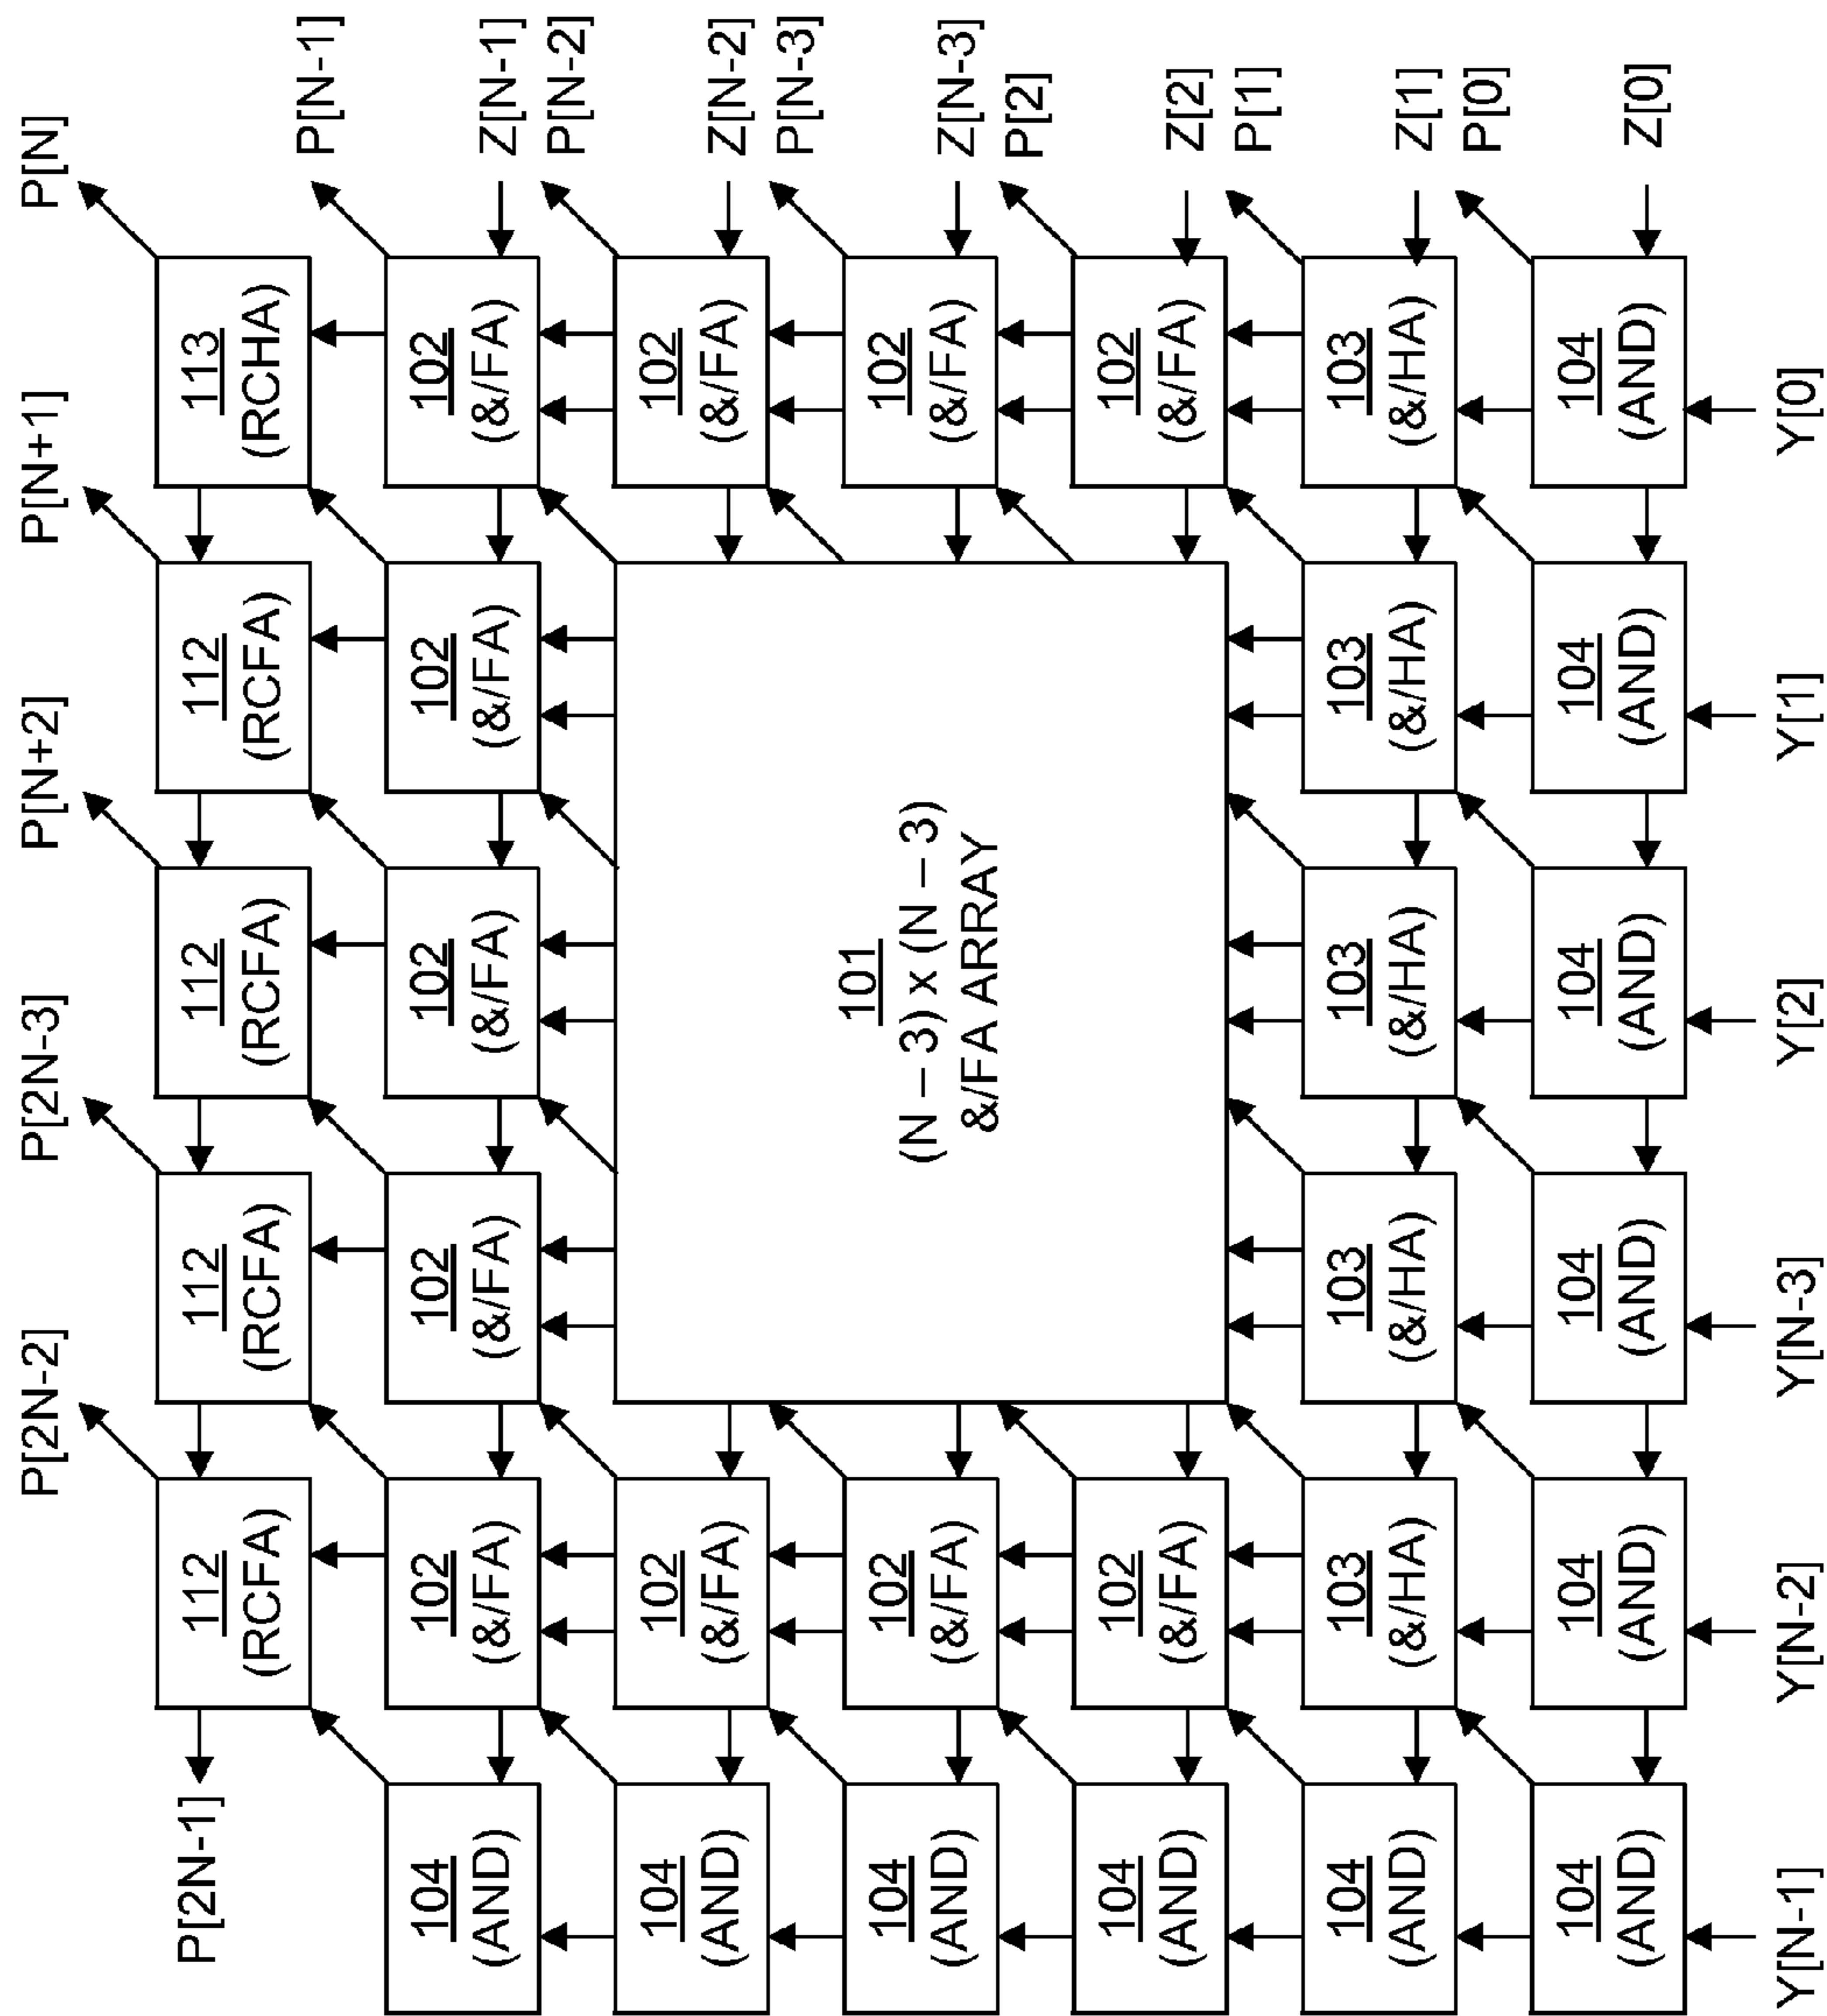 P[2N-2] P[2N-3] P[N+2] P[N+1] P[N]
P[2N-1] 112 112 112 112 113
(RCFA) (RCFA) (RCFA) (RCFA) (RCHA)
P[N-1]
104 102 102 102 102 102
(AND) (&/FA) (&/FA) (&/FA) (&/FA) (&/FA) Z[N-1]
P[N-2]
104 102 102
(AND) (&/FA) (&/FA) Z[N-2]
P[N-3]
101
(N – 3) x (N – 3)
&/FA ARRAY
104 102 102
(AND) (&/FA) (&/FA) Z[N-3]
P[2]
104 102 102
(AND) (&/FA) (&/FA) Z[2]
P[1]
104 103 103 103 103 103
(AND) (&/HA) (&/HA) (&/HA) (&/HA) (&/HA) Z[1]
P[0]
104 104 104 104 104 104
(AND) (AND) (AND) (AND) (AND) (AND) Z[0]
Y[N-1] Y[N-2] Y[N-3] Y[2] Y[1] Y[0]